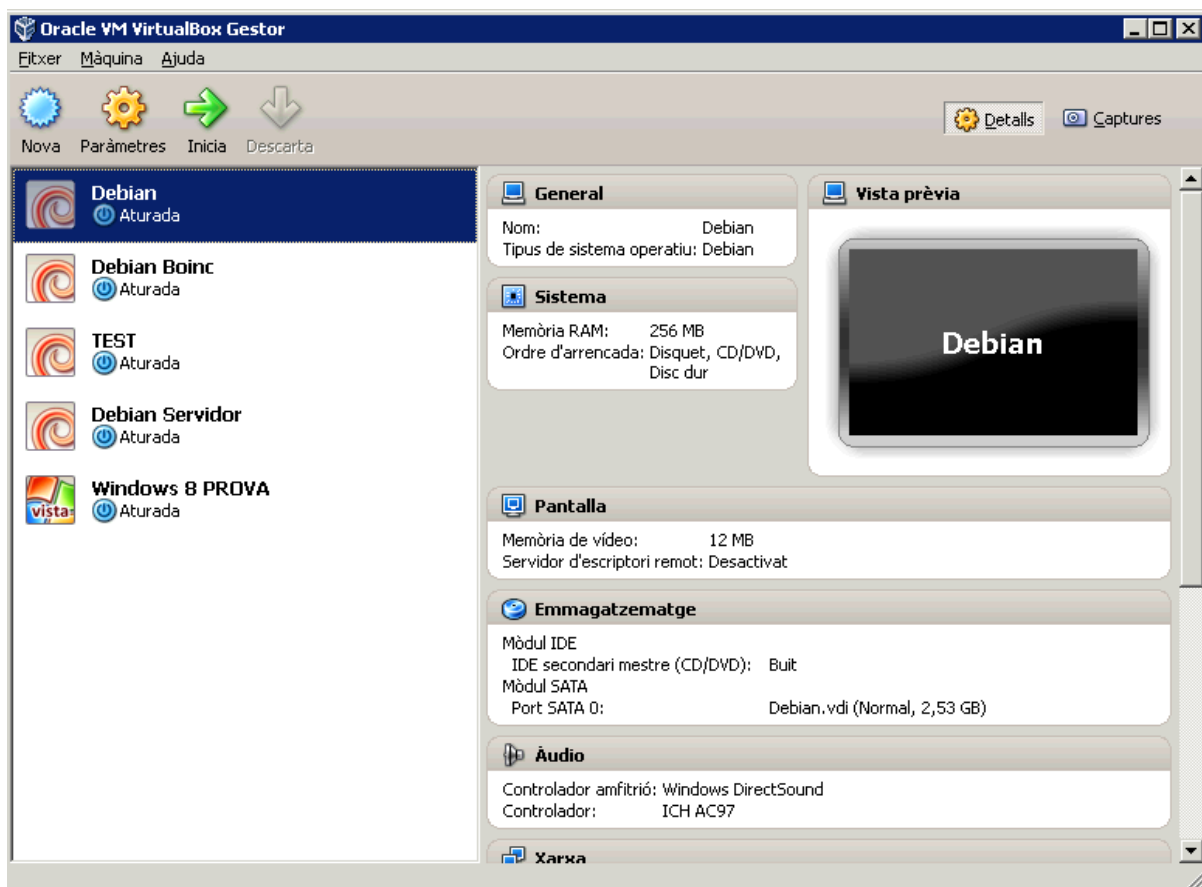 Oracle VM VirtualBox Gestor
Fitxer Màquina Ajuda
Nova Paràmetres Inicia Descarta
Detalls Captures
Debian
Aturada
Debian Boinc
Aturada
TEST
Aturada
Debian Servidor
Aturada
vista
Windows 8 PROVA
Aturada
General
Nom: Debian
Tipus de sistema operatiu: Debian
Sistema
Memòria RAM: 256 MB
Ordre d'arrencada: Disquet, CD/DVD,
Disc dur
Vista prèvia
Debian
Pantalla
Memòria de vídeo: 12 MB
Servidor d'escriptori remot: Desactivat
Emmagatzematge
Mòdul IDE
IDE secondari mestre (CD/DVD): Buit
Mòdul SATA
Port SATA 0: Debian.vdi (Normal, 2,53 GB)
Àudio
Controlador amfitrió: Windows DirectSound
Controlador: ICH AC97
Xarxa